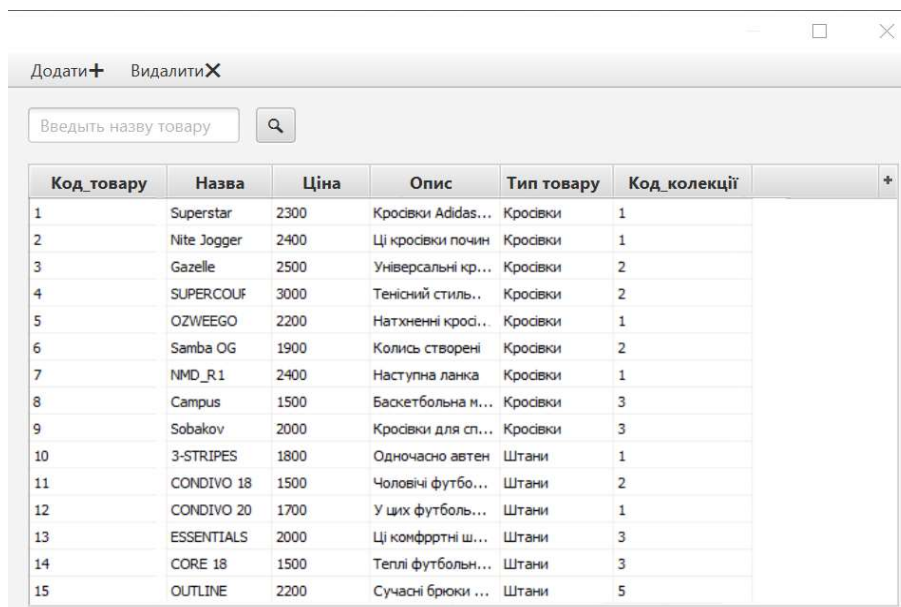 Додати+ Видалити✕
Введыть назву товару
Код_товару Назва Ціна Опис Тип товару Код_колекції +
1 Superstar 2300 Кросівки Adidas... Кросівки 1
2 Nite Jogger 2400 Ці кросівки почин Кросівки 1
3 Gazelle 2500 Універсальні кр... Кросівки 2
4 SUPERCOUF 3000 Тенісний стиль.. Кросівки 2
5 OZWEEGO 2200 Натхненні кросі... Кросівки 1
6 Samba OG 1900 Колись створені Кросівки 2
7 NMD_R1 2400 Наступна ланка Кросівки 1
8 Campus 1500 Баскетбольна м... Кросівки 3
9 Sobakov 2000 Кросівки для сп... Кросівки 3
10 3-STRIPES 1800 Одночасно автен Штани 1
11 CONDIVO 18 1500 Чоловічі футбо... Штани 2
12 CONDIVO 20 1700 У цих футболь... Штани 1
13 ESSENTIALS 2000 Ці комфрртні ш... Штани 3
14 CORE 18 1500 Теплі футбольн... Штани 3
15 OUTLINE 2200 Сучасні брюки ... Штани 5